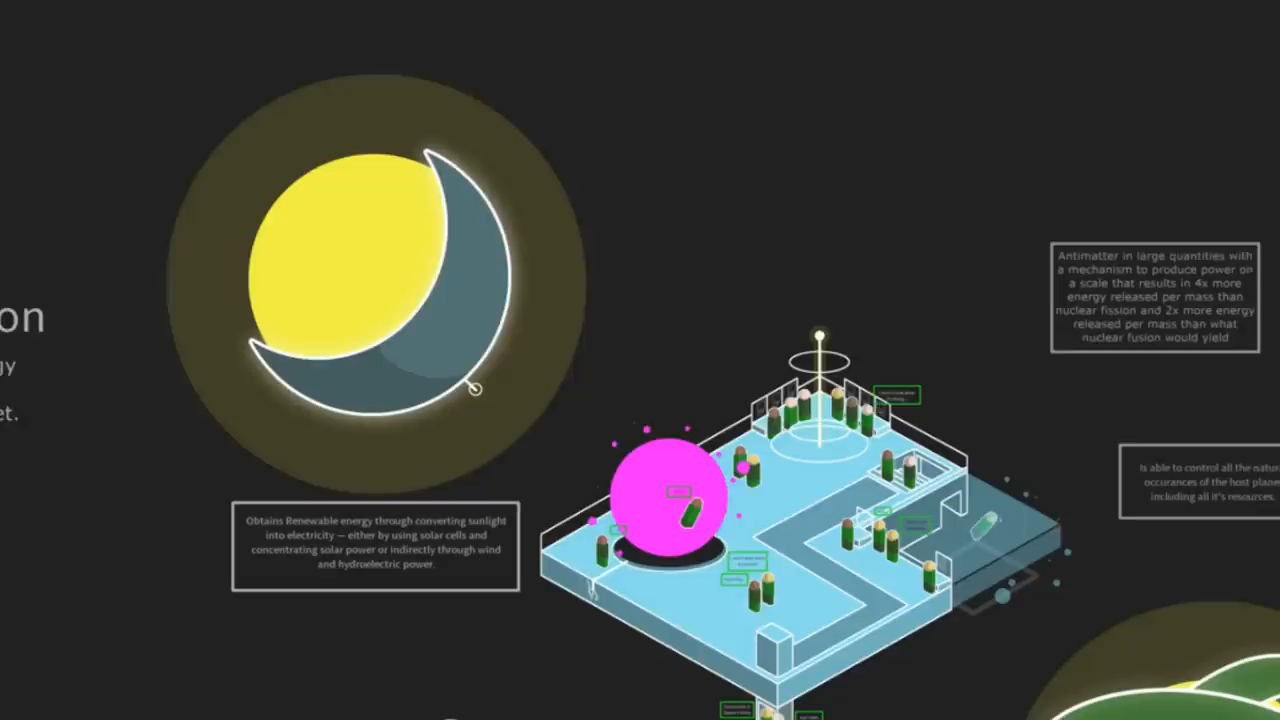 on
gy
et.
Obtains Renewable energy through converting sunlight
into electricity — either by using solar cells and
concentrating solar power or indirectly through wind
and hydroelectric power.
Antimatter in large quantities with
a mechanism to produce power on
a scale that results in 4x more
energy released per mass than
nuclear fission and 2x more energy
released per mass than what
nuclear fusion would yield
Is able to control all the natur
occurances of the host plane
including all it's resources.